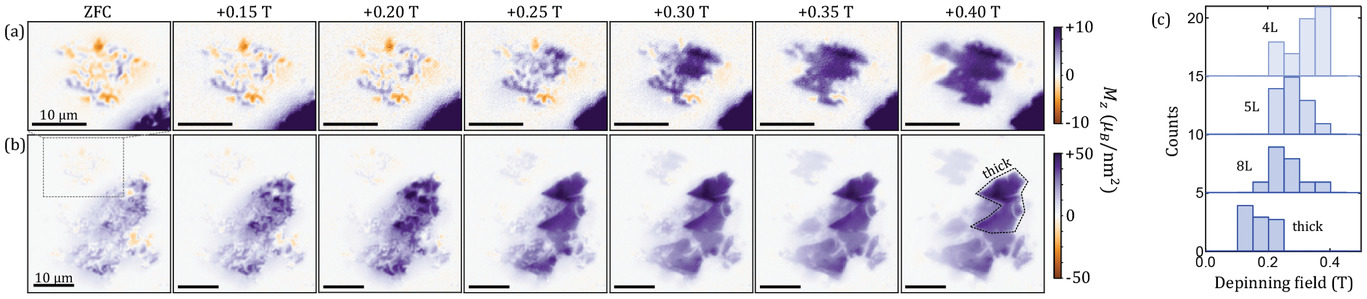 ZFC +0.15 T +0.20 T +0.25 T +0.30 T +0.35 T +0.40 T
(a)
10 μm
+10
0
-10
(b)
10 μm
thick
+50
0
-50
M_z (μ_B/nm²)
(c)
20
15
10
5
0
Counts
4L
5L
8L
thick
0.0 0.2 0.4
Depinning field (T)